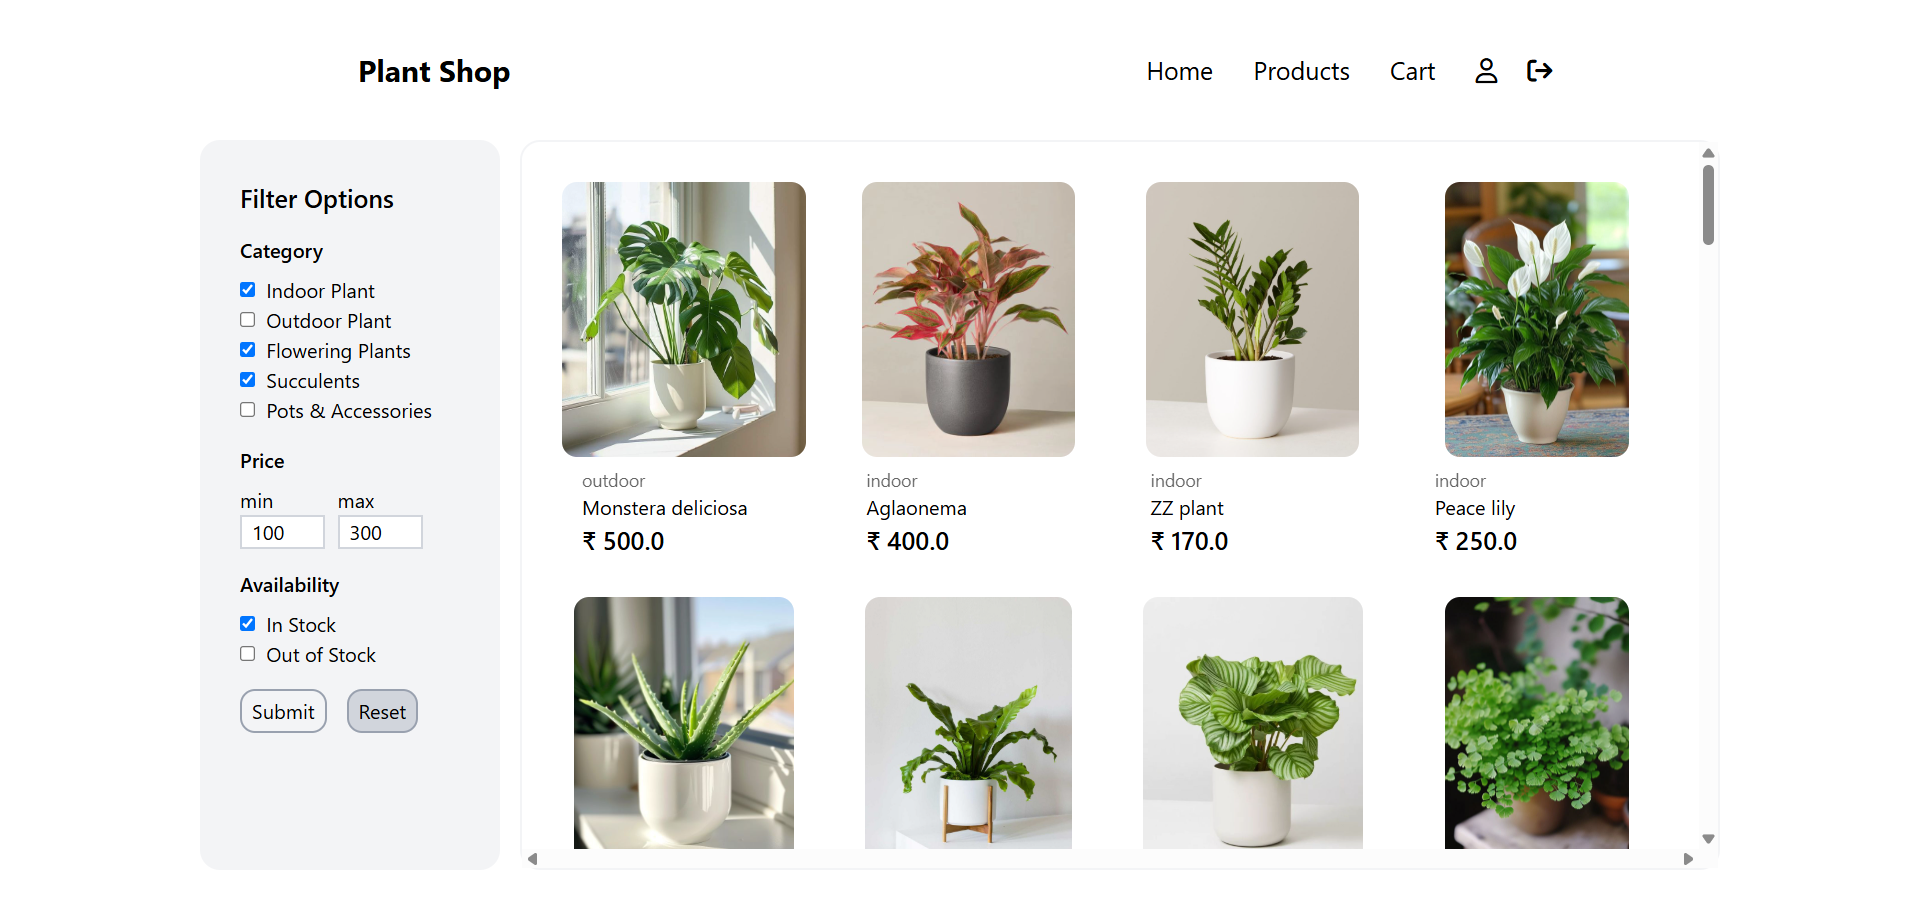 Plant Shop
Home Products Cart
Filter Options
Category
Indoor Plant
Outdoor Plant
Flowering Plants
Succulents
Pots & Accessories
Price
min max
100 300
Availability
In Stock
Out of Stock
Submit Reset
outdoor
Monstera deliciosa
₹ 500.0
indoor
Aglaonema
₹ 400.0
indoor
ZZ plant
₹ 170.0
indoor
Peace lily
₹ 250.0